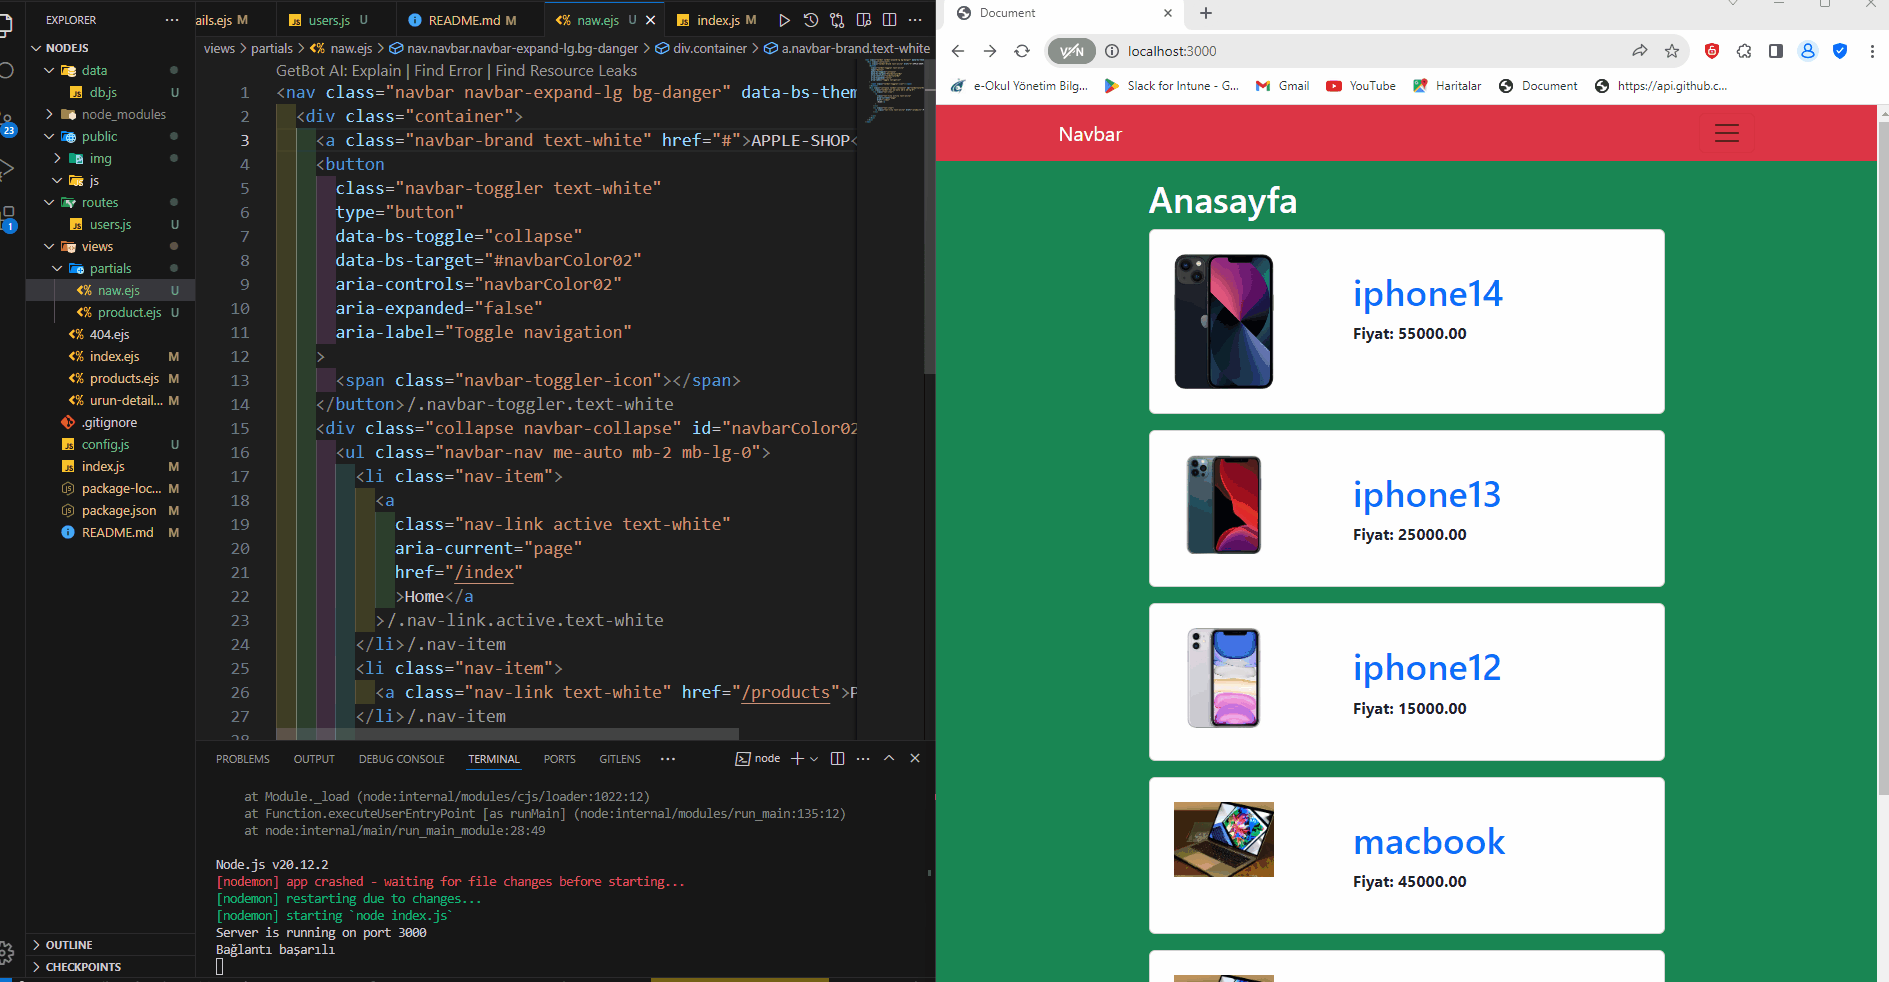 EXPLORER
NODEJS
data
db.js U
node_modules
public
img
js
routes
users.js U
views
partials
naw.ejs U
product.ejs U
404.ejs
index.ejs M
products.ejs M
urun-detail... M
.gitignore
config.js U
index.js M
package-loc... M
package.json M
README.md M
OUTLINE
CHECKPOINTS
23
1
ails.ejs M
users.js U
README.md M
naw.ejs U
index.js M
views > partials > naw.ejs > nav.navbar.navbar-expand-lg.bg-danger > div.container > a.navbar-brand.text-white
GetBot AI: Explain | Find Error | Find Resource Leaks
1 <nav class="navbar navbar-expand-lg bg-danger" data-bs-them
2 <div class="container">
3 <a class="navbar-brand text-white" href="#">APPLE-SHOP<
4 <button
5 class="navbar-toggler text-white"
6 type="button"
7 data-bs-toggle="collapse"
8 data-bs-target="#navbarColor02"
9 aria-controls="navbarColor02"
10 aria-expanded="false"
11 aria-label="Toggle navigation"
12 >
13 <span class="navbar-toggler-icon"></span>
14 </button>/.navbar-toggler.text-white
15 <div class="collapse navbar-collapse" id="navbarColor02
16 <ul class="navbar-nav me-auto mb-2 mb-lg-0">
17 <li class="nav-item">
18 <a
19 class="nav-link active text-white"
20 aria-current="page"
21 href="/index"
22 >Home</a
23 >/.nav-link.active.text-white
24 </li>/.nav-item
25 <li class="nav-item">
26 <a class="nav-link text-white" href="/products">P
27 </li>/.nav-item
28
PROBLEMS OUTPUT DEBUG CONSOLE TERMINAL PORTS GITLENS
node
at Module._load (node:internal/modules/cjs/loader:1022:12)
at Function.executeUserEntryPoint [as runMain] (node:internal/modules/run_main:135:12)
at node:internal/main/run_main_module:28:49
Node.js v20.12.2
[nodemon] app crashed - waiting for file changes before starting...
[nodemon] restarting due to changes...
[nodemon] starting `node index.js`
Server is running on port 3000
Bağlantı başarılı
Document
VPN
localhost:3000
6
e-Okul Yönetim Bilg...
Slack for Intune - G...
Gmail
YouTube
Haritalar
Document
https://api.github.c...
Navbar
Anasayfa
iphone14
Fiyat: 55000.00
iphone13
Fiyat: 25000.00
iphone12
Fiyat: 15000.00
macbook
Fiyat: 45000.00